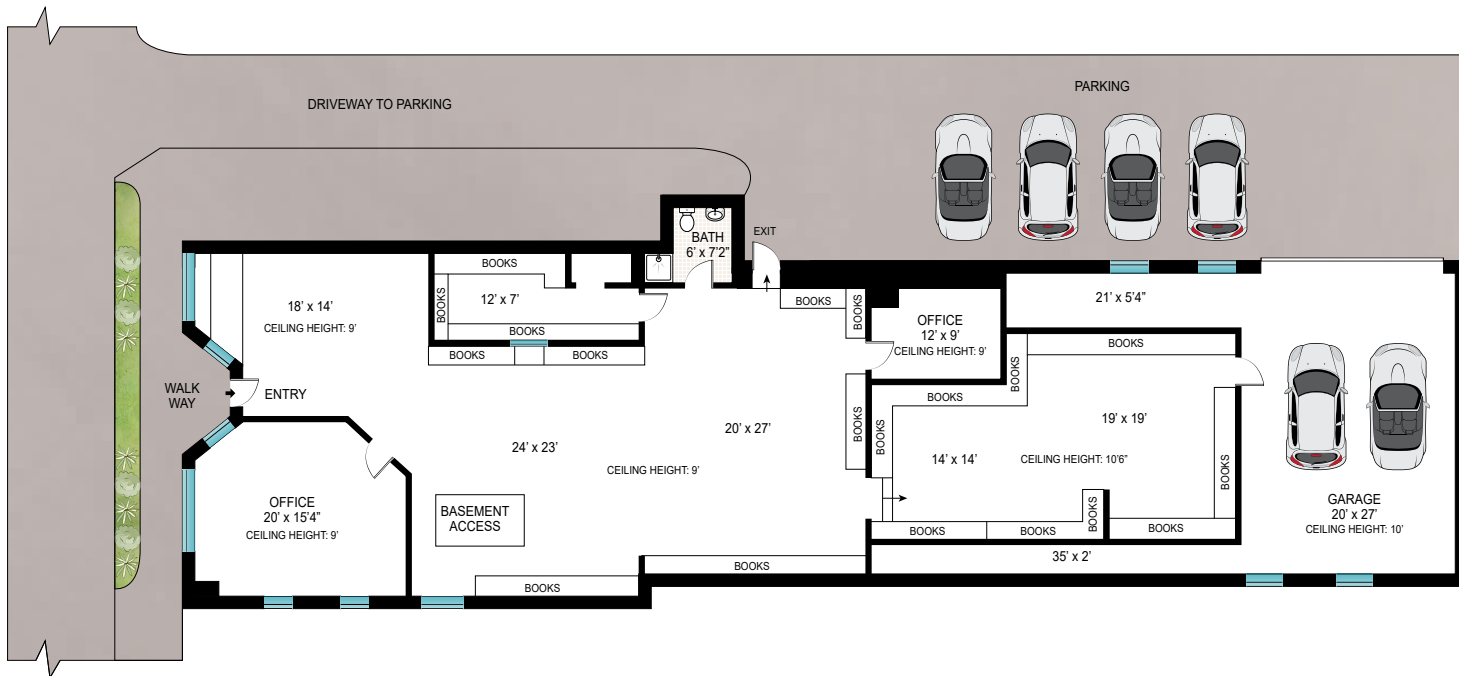 DRIVEWAY TO PARKING
PARKING
EXIT
BATH
6’ x 7’2”
BOOKS
BOOKS
12’ x 7’
BOOKS
BOOKS
BOOKS
18’ x 14’
CEILING HEIGHT: 9’
WALK
WAY
ENTRY
OFFICE
20’ x 15’4”
CEILING HEIGHT: 9’
24’ x 23’
20’ x 27’
CEILING HEIGHT: 9’
BASEMENT
ACCESS
BOOKS
BOOKS
BOOKS
BOOKS
BOOKS
OFFICE
12’ x 9’
CEILING HEIGHT: 9’
21’ x 5’4”
BOOKS
BOOKS
BOOKS
BOOKS
14’ x 14’
19’ x 19’
CEILING HEIGHT: 10’6”
BOOKS
BOOKS
BOOKS
BOOKS
BOOKS
35’ x 2’
GARAGE
20’ x 27’
CEILING HEIGHT: 10’